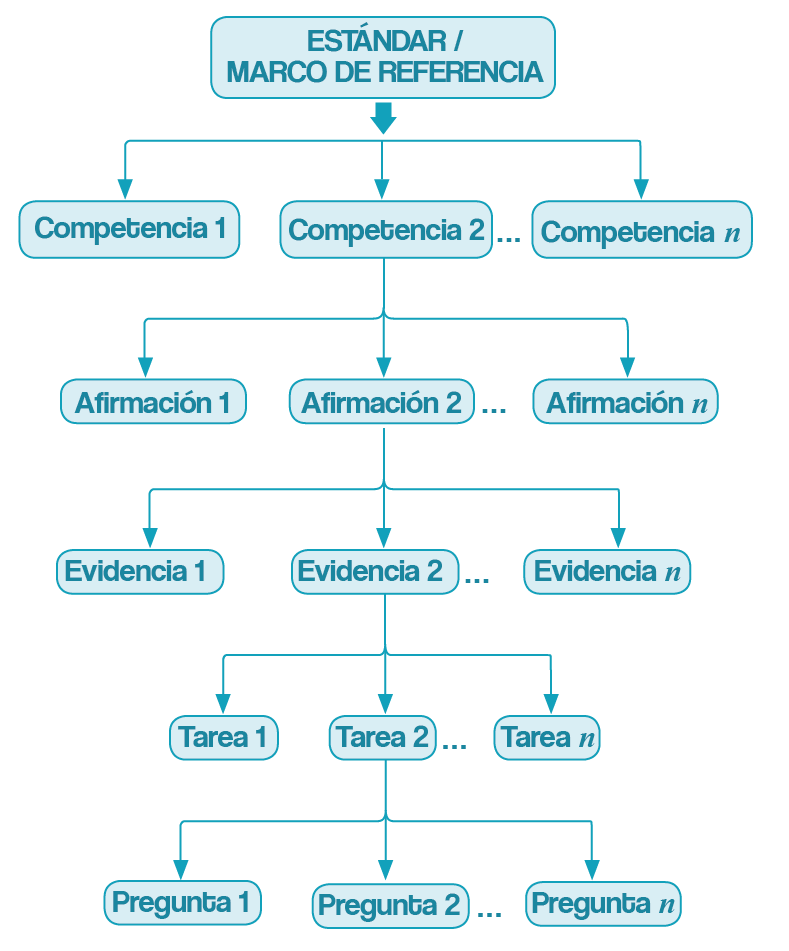 ESTÁNDAR /
MARCO DE REFERENCIA
Competencia 1
Competencia 2
...
Competencia n
Afirmación 1
Afirmación 2
...
Afirmación n
Evidencia 1
Evidencia 2
...
Evidencia n
Tarea 1
Tarea 2
...
Tarea n
Pregunta 1
Pregunta 2
...
Pregunta n